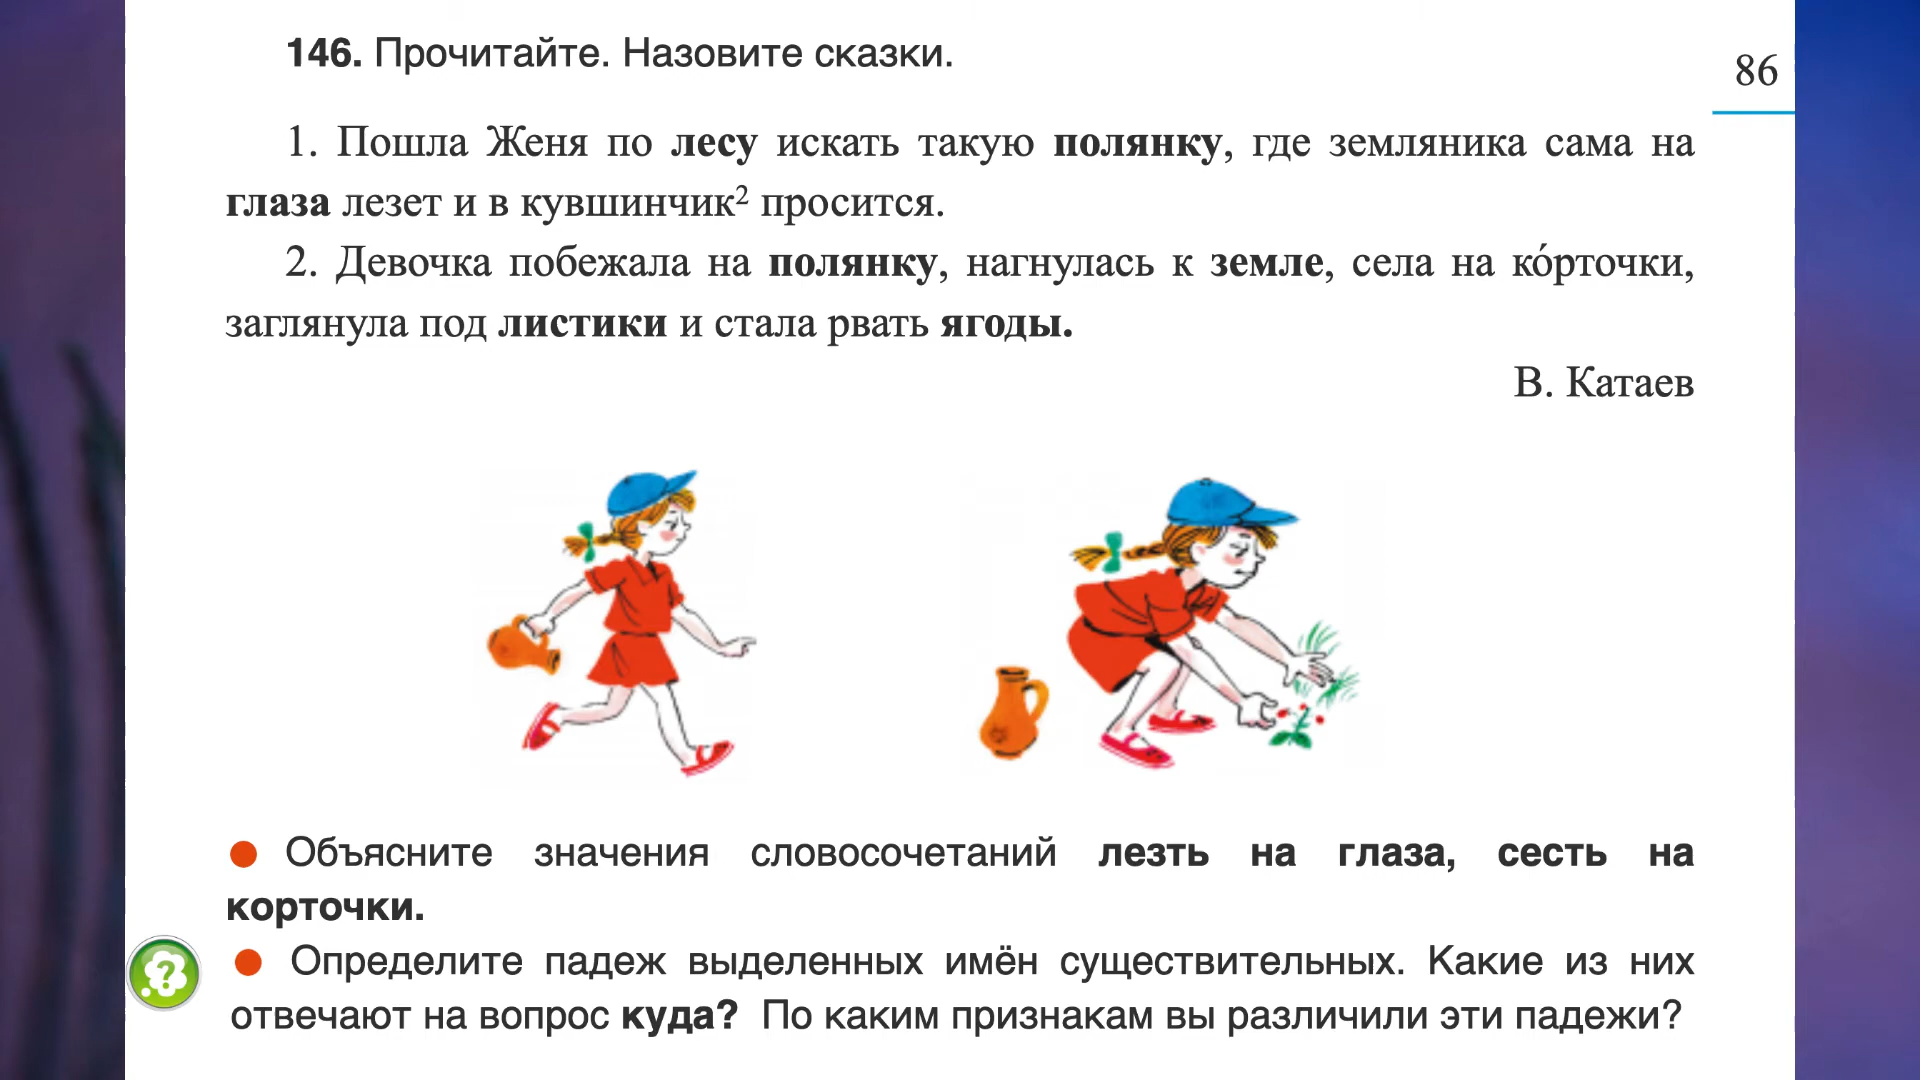 146. Прочитайте. Назовите сказки.
86
1. Пошла Женя по лесу искать такую полянку, где земляника сама на
глаза лезет и в кувшинчик² просится.
2. Девочка побежала на полянку, нагнулась к земле, села на ко́рточки,
заглянула под листики и стала рвать ягоды.
В. Катаев
● Объясните значения словосочетаний лезть на глаза, сесть на
корточки.
● Определите падеж выделенных имён существительных. Какие из них
отвечают на вопрос куда? По каким признакам вы различили эти падежи?